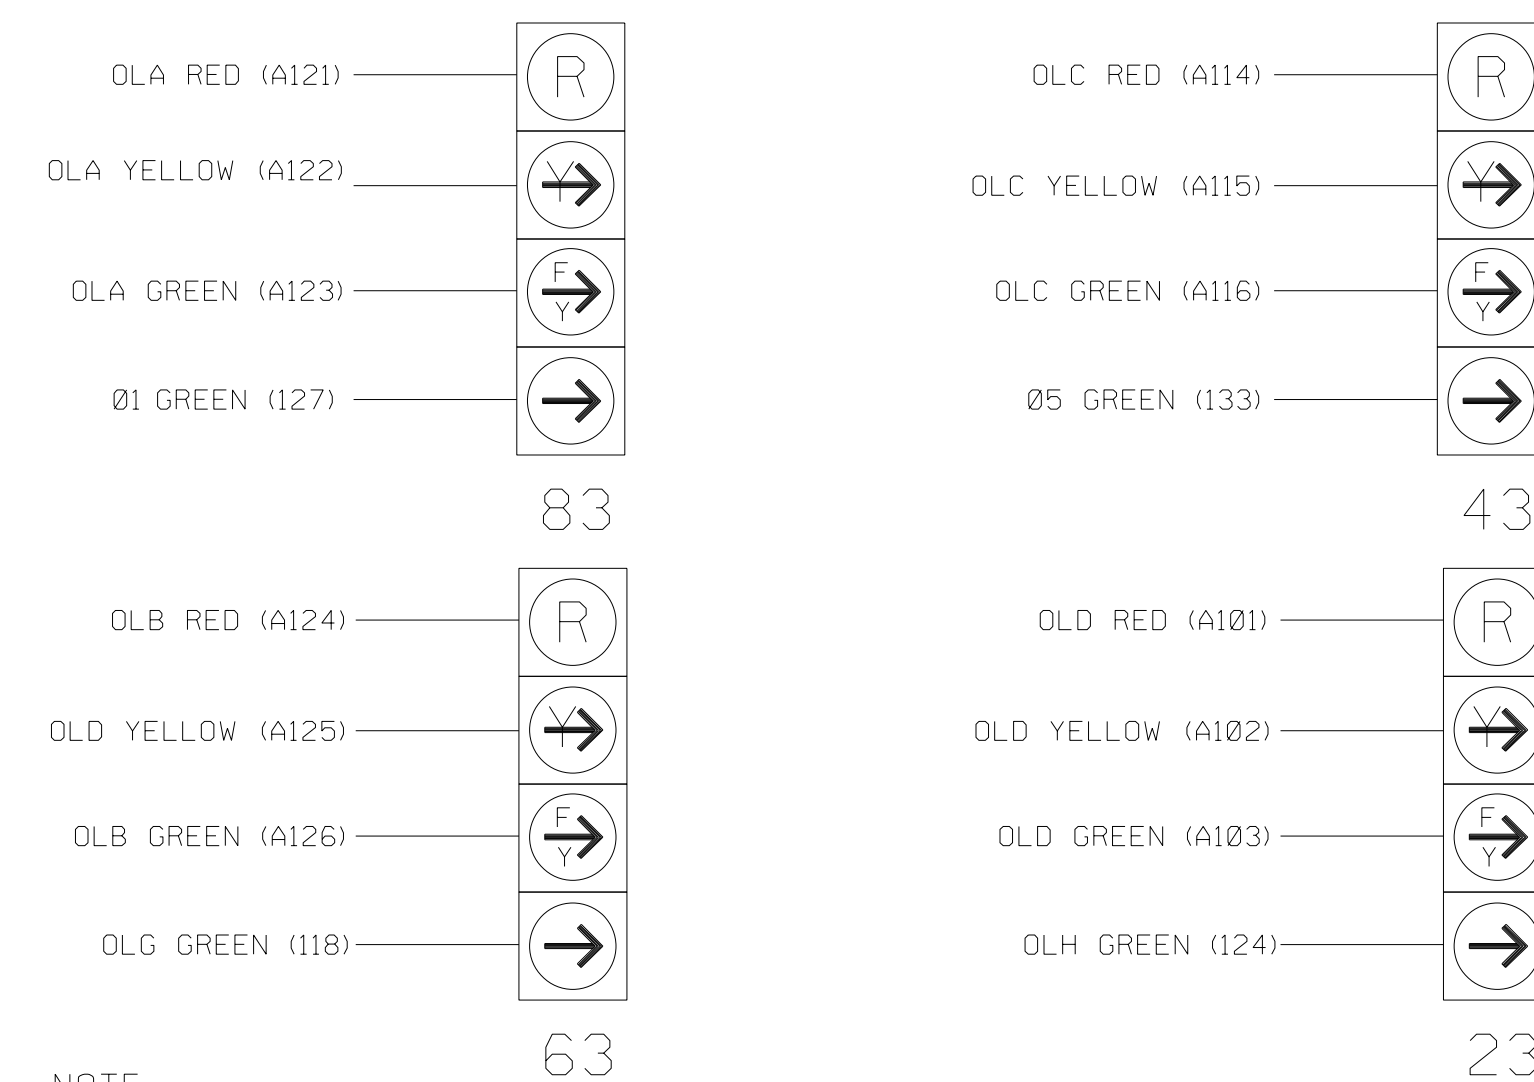 OLA RED (A121)
R
OLA YELLOW (A122)
Y
OLA GREEN (A123)
F
Y
Ø1 GREEN (127)
83
OLC RED (A114)
R
OLC YELLOW (A115)
Y
OLC GREEN (A116)
F
Y
Ø5 GREEN (133)
43
OLB RED (A124)
R
OLD YELLOW (A125)
Y
OLB GREEN (A126)
F
Y
OLG GREEN (118)
63
OLD RED (A1Ø1)
R
OLD YELLOW (A1Ø2)
Y
OLD GREEN (A1Ø3)
F
Y
OLH GREEN (124)
23
NOTE